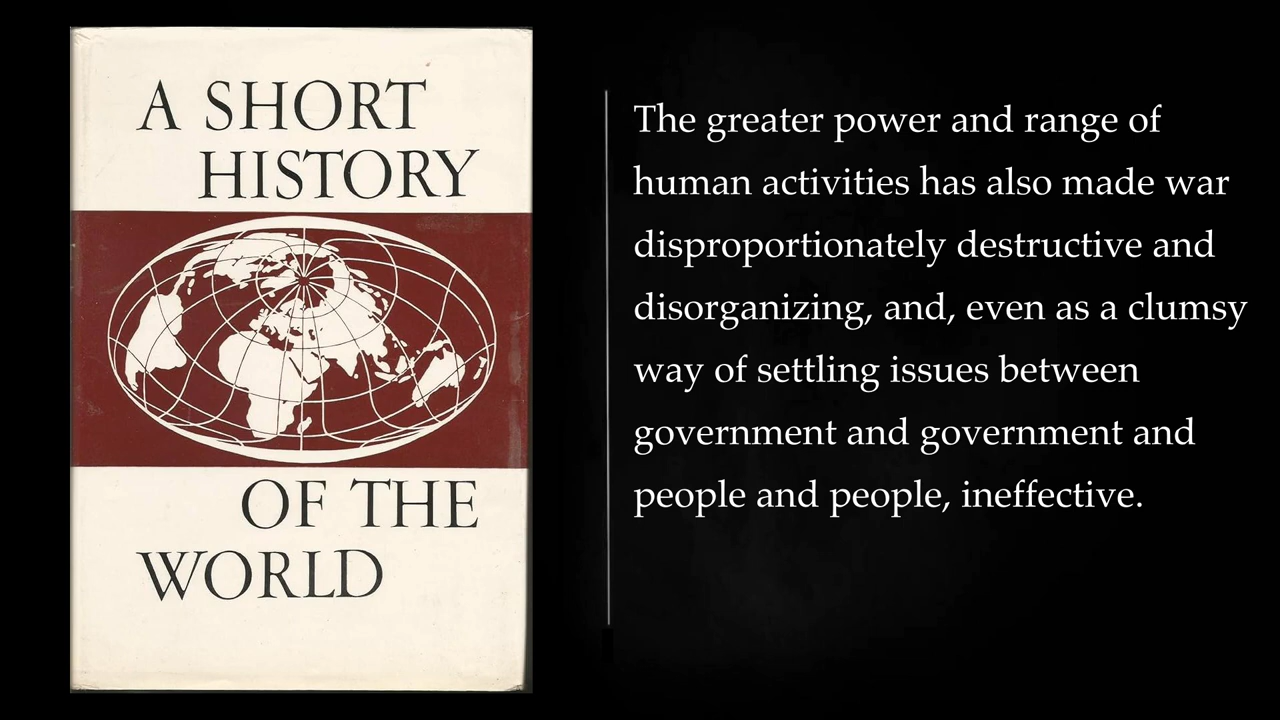 A SHORT
HISTORY
OF THE
WORLD
The greater power and range of
human activities has also made war
disproportionately destructive and
disorganizing, and, even as a clumsy
way of settling issues between
government and government and
people and people, ineffective.